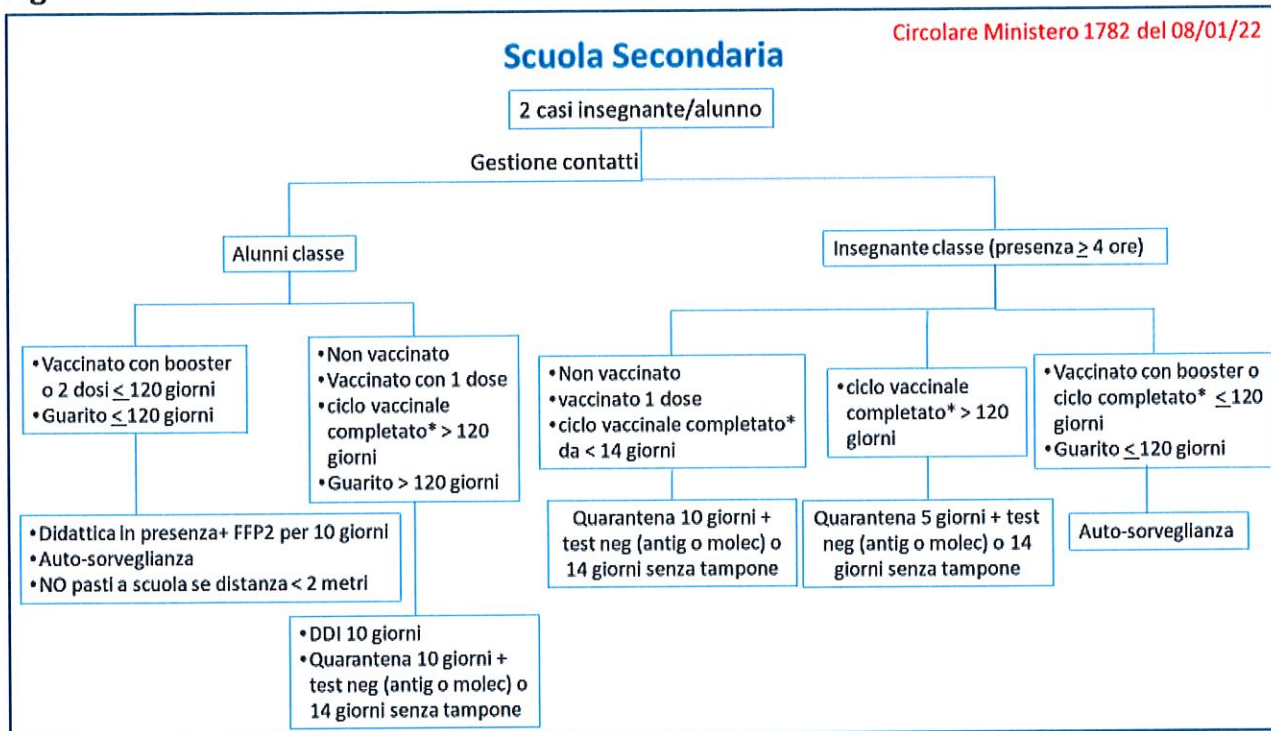 Circolare Ministero 1782 del 08/01/22
Scuola Secondaria
2 casi insegnante/alunno
Gestione contatti
Alunni classe
Insegnante classe (presenza ≥ 4 ore)
•Vaccinato con booster
o 2 dosi ≤ 120 giorni
•Guarito ≤120 giorni
•Non vaccinato
•Vaccinato con 1 dose
•ciclo vaccinale
completato* > 120
giorni
•Guarito > 120 giorni
•Non vaccinato
•vaccinato 1 dose
•ciclo vaccinale completato*
da < 14 giorni
•ciclo vaccinale
completato* > 120
giorni
•Vaccinato con booster o
ciclo completato* ≤120
giorni
•Guarito ≤120 giorni
•Didattica in presenza+ FFP2 per 10 giorni
•Auto-sorveglianza
•NO pasti a scuola se distanza < 2 metri
•DDI 10 giorni
•Quarantena 10 giorni +
test neg (antig o molec) o
14 giorni senza tampone
Quarantena 10 giorni +
test neg (antig o molec) o
14 giorni senza tampone
Quarantena 5 giorni + test
neg (antig o molec) o 14
giorni senza tampone
Auto-sorveglianza